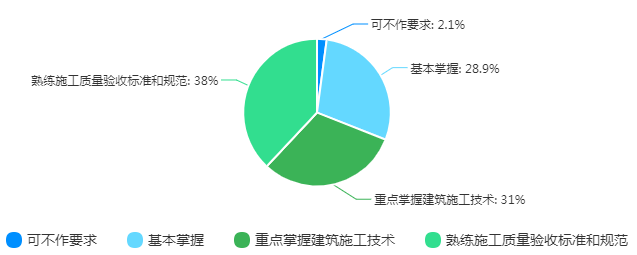 可不作要求: 2.1%
基本掌握: 28.9%
熟练施工质量验收标准和规范: 38%
重点掌握建筑施工技术: 31%
可不作要求 基本掌握 重点掌握建筑施工技术 熟练施工质量验收标准和规范